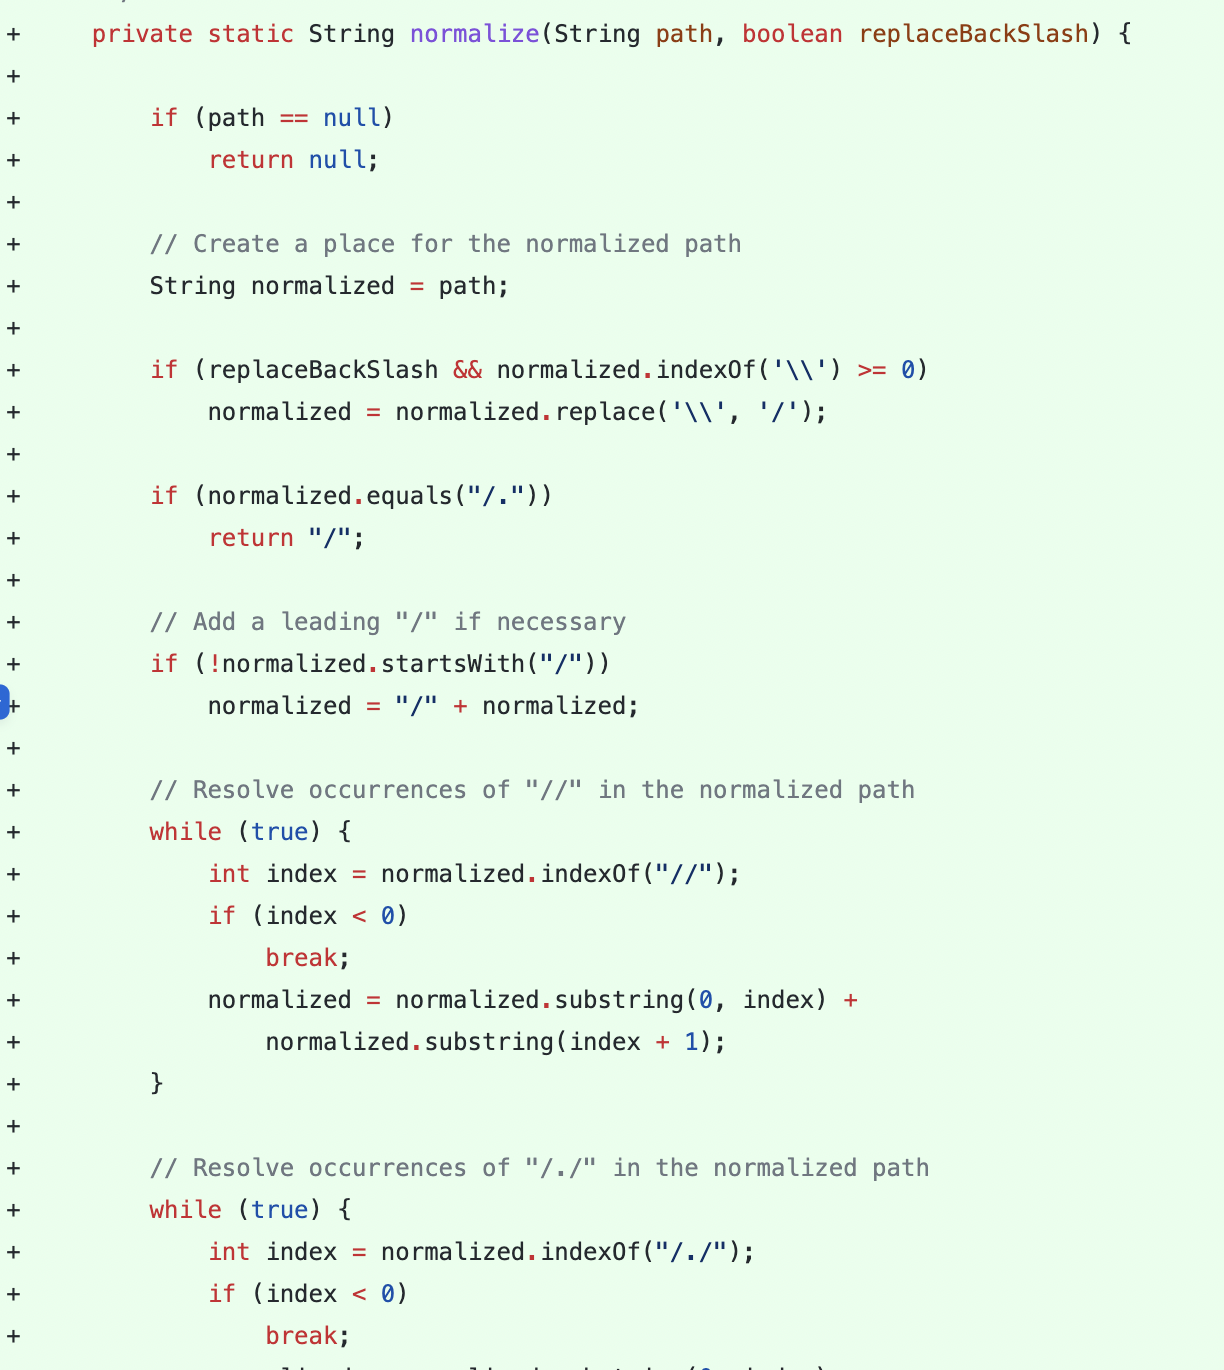 +     private static String normalize(String path, boolean replaceBackSlash) {
+
+         if (path == null)
+             return null;
+
+         // Create a place for the normalized path
+         String normalized = path;
+
+         if (replaceBackSlash && normalized.indexOf('\\') >= 0)
+             normalized = normalized.replace('\\', '/');
+
+         if (normalized.equals("/."))
+             return "/";
+
+         // Add a leading "/" if necessary
+         if (!normalized.startsWith("/"))
+             normalized = "/" + normalized;
+
+         // Resolve occurrences of "//" in the normalized path
+         while (true) {
+             int index = normalized.indexOf("//");
+             if (index < 0)
+                 break;
+             normalized = normalized.substring(0, index) +
+                 normalized.substring(index + 1);
+         }
+
+         // Resolve occurrences of "/./" in the normalized path
+         while (true) {
+             int index = normalized.indexOf("/./");
+             if (index < 0)
+                 break;